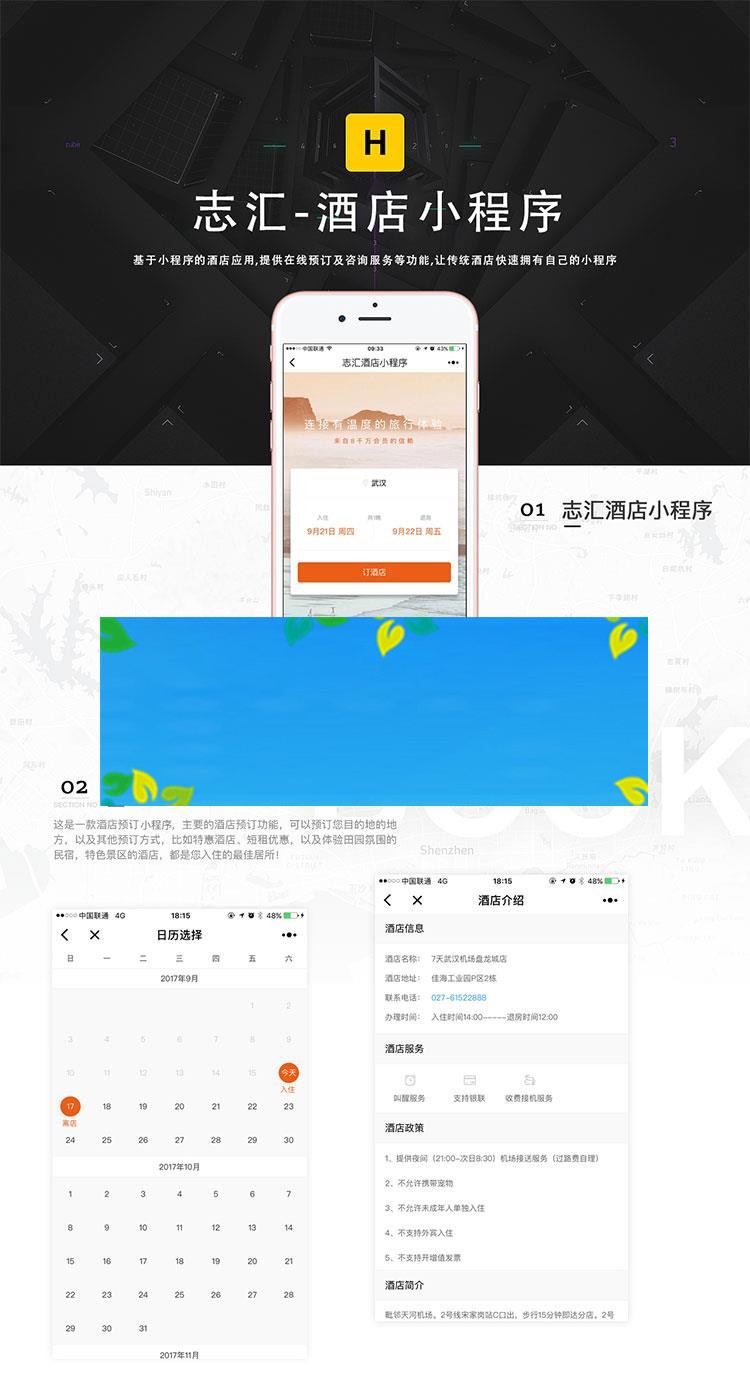 H
志汇-酒店小程序
基于小程序的酒店应用,提供在线预订及咨询服务等功能,让传统酒店快速拥有自己的小程序
cube
3
中国联通
09:33
43%
志汇酒店小程序
连接有温度的旅行体验
来自8千万会员的信赖
武汉
入住 共1晚 退房
9月21日 周四 9月22日 周五
订酒店
01 志汇酒店小程序
SECTION NO
Shiyan
02
SECTION NO
这是一款酒店预订小程序，主要的酒店预订功能，可以预订您目的地的地
方，以及其他预订方式，比如特惠酒店、短租优惠，以及体验田园氛围的
民宿，特色景区的酒店，都是您入住的最佳居所！
Shenzhen
中国联通 4G 18:15 48%
日历选择
日 一 二 三 四 五 六
2017年9月
1 2
3 4 5 6 7 8 9
10 11 12 13 14 15 今天
入住
17 18 19 20 21 22 23
离店
24 25 26 27 28 29 30
2017年10月
1 2 3 4 5 6 7
8 9 10 11 12 13 14
15 16 17 18 19 20 21
22 23 24 25 26 27 28
29 30 31
2017年11月
中国联通 4G 18:15 48%
酒店介绍
酒店信息
酒店名称： 7天武汉机场盘龙城店
酒店地址： 佳海工业园P区2栋
联系电话： 027-61522888
办理时间： 入住时间14:00-----退房时间12:00
酒店服务
叫醒服务 支持银联 收费接机服务
酒店政策
1、提供夜间（21:00-次日8:30）机场接送服务（过路费自理）
2、不允许携带宠物
3、不允许未成年人单独入住
4、不支持外宾入住
5、不支持开增值发票
酒店简介
毗邻天河机场。2号线宋家岗站C口出，步行15分钟即达分店。2号